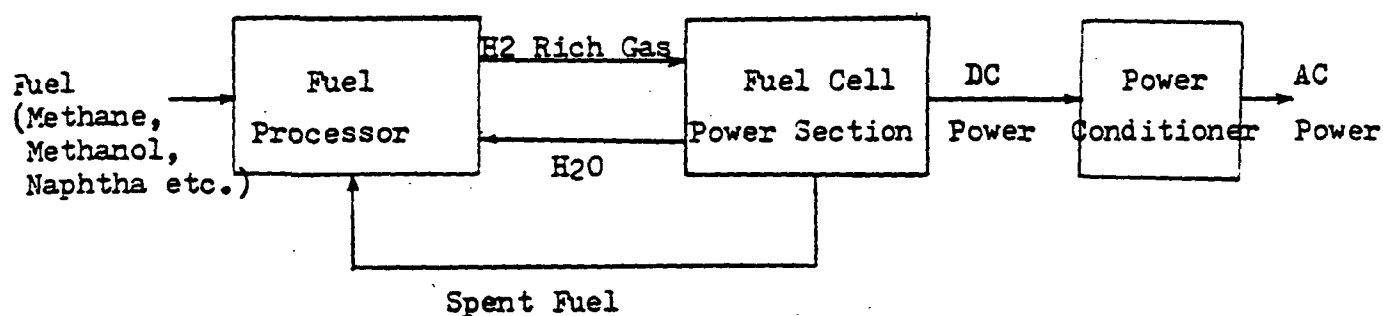 Fuel
(Methane,
Methanol,
Naphtha etc.)
Fuel
Processor
H2 Rich Gas
H2O
Fuel Cell
Power Section
DC
Power
Power
Conditioner
AC
Power
Spent Fuel